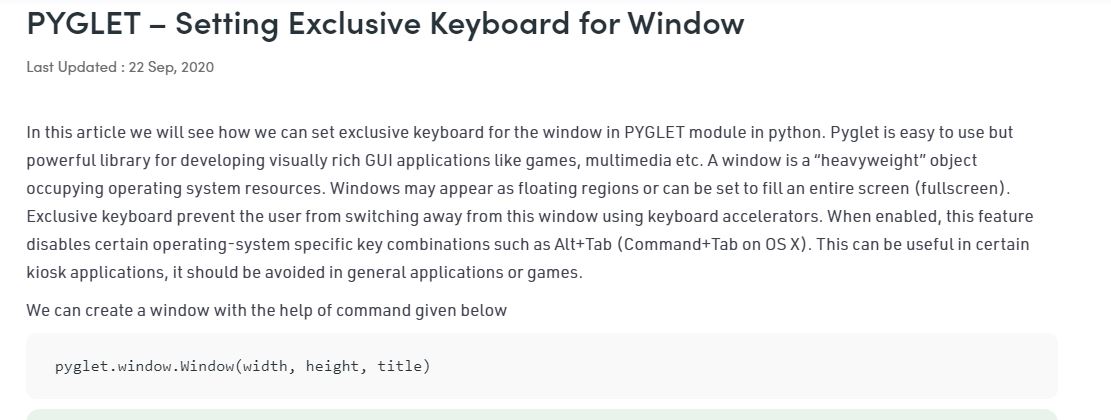 PYGLET – Setting Exclusive Keyboard for Window
Last Updated : 22 Sep, 2020
In this article we will see how we can set exclusive keyboard for the window in PYGLET module in python. Pyglet is easy to use but
powerful library for developing visually rich GUI applications like games, multimedia etc. A window is a “heavyweight” object
occupying operating system resources. Windows may appear as floating regions or can be set to fill an entire screen (fullscreen).
Exclusive keyboard prevent the user from switching away from this window using keyboard accelerators. When enabled, this feature
disables certain operating-system specific key combinations such as Alt+Tab (Command+Tab on OS X). This can be useful in certain
kiosk applications, it should be avoided in general applications or games.
We can create a window with the help of command given below
pyglet.window.Window(width, height, title)